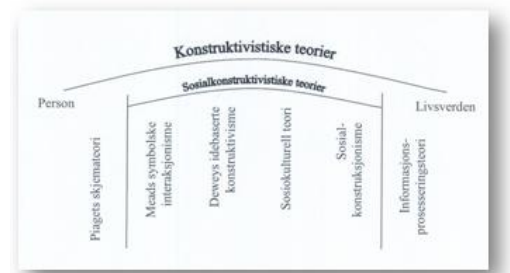 Konstruktivistiske teorier
Sosialkonstruktivistiske teorier
Person
Livsverden
Piagets skjemateori
Meads symbolske
interaksjonisme
Deweys idebaserte
konstruktivisme
Sosiokulturell teori
Sosial-
konstruksjonisme
Informasjons-
prosesseringsteori